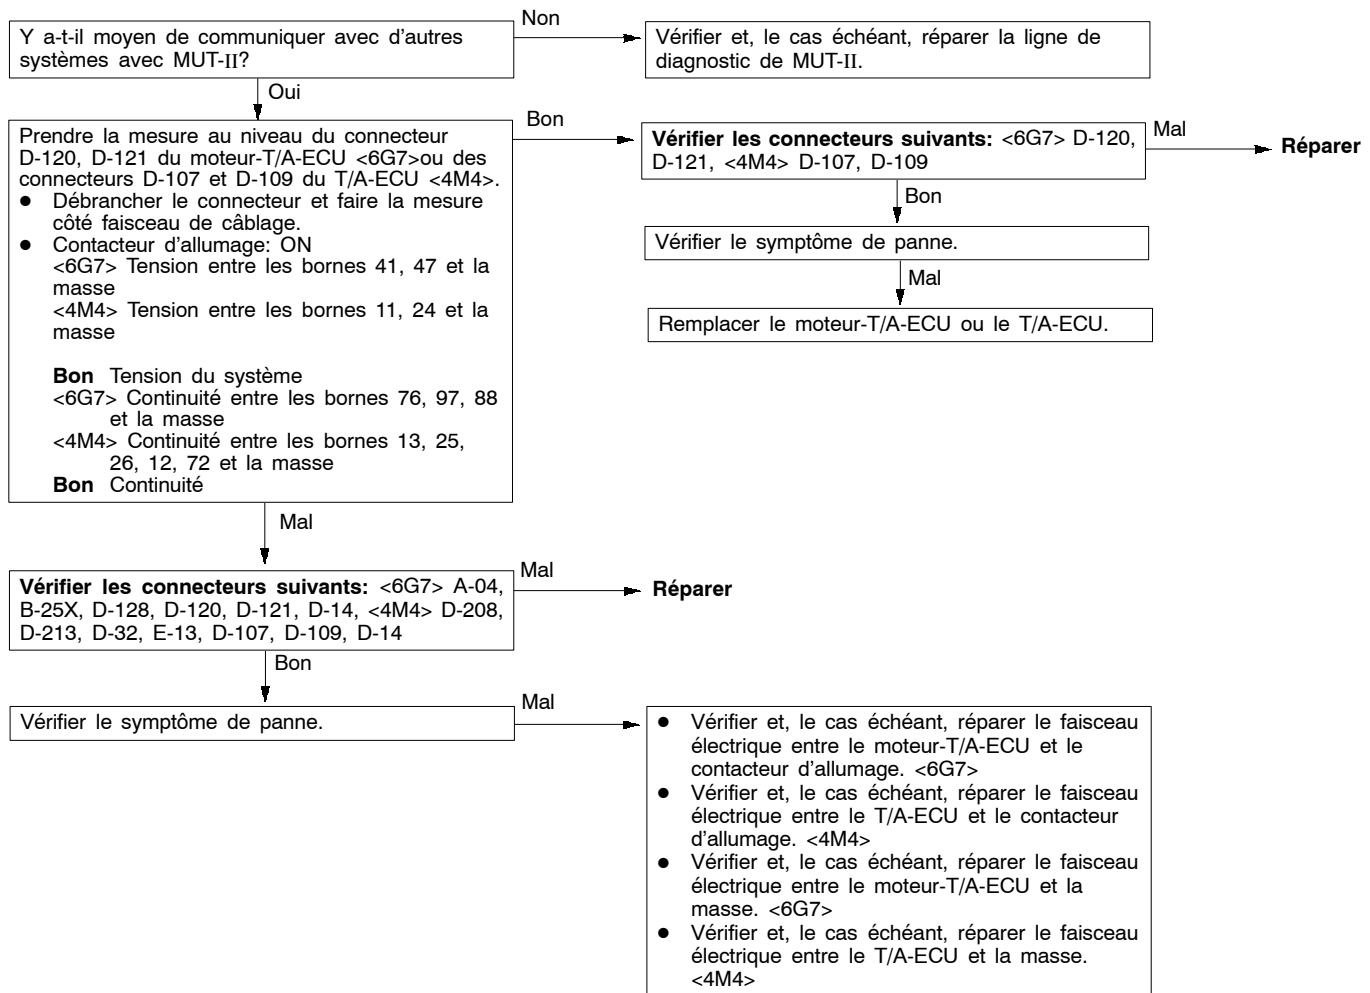 Y a-t-il moyen de communiquer avec d'autres
systèmes avec MUT-II?
Non
Vérifier et, le cas échéant, réparer la ligne de
diagnostic de MUT-II.
Oui
Prendre la mesure au niveau du connecteur
D-120, D-121 du moteur-T/A-ECU <6G7>ou des
connecteurs D-107 et D-109 du T/A-ECU <4M4>.
● Débrancher le connecteur et faire la mesure
côté faisceau de câblage.
● Contacteur d'allumage: ON
<6G7> Tension entre les bornes 41, 47 et la
masse
<4M4> Tension entre les bornes 11, 24 et la
masse
Bon Tension du système
<6G7> Continuité entre les bornes 76, 97, 88
et la masse
<4M4> Continuité entre les bornes 13, 25,
26, 12, 72 et la masse
Bon Continuité
Bon
Vérifier les connecteurs suivants: <6G7> D-120,
D-121, <4M4> D-107, D-109
Mal
Réparer
Bon
Vérifier le symptôme de panne.
Mal
Remplacer le moteur-T/A-ECU ou le T/A-ECU.
Mal
Vérifier les connecteurs suivants: <6G7> A-04,
B-25X, D-128, D-120, D-121, D-14, <4M4> D-208,
D-213, D-32, E-13, D-107, D-109, D-14
Mal
Réparer
Bon
Vérifier le symptôme de panne.
Mal
● Vérifier et, le cas échéant, réparer le faisceau
électrique entre le moteur-T/A-ECU et le
contacteur d'allumage. <6G7>
● Vérifier et, le cas échéant, réparer le faisceau
électrique entre le T/A-ECU et le contacteur
d'allumage. <4M4>
● Vérifier et, le cas échéant, réparer le faisceau
électrique entre le moteur-T/A-ECU et la
masse. <6G7>
● Vérifier et, le cas échéant, réparer le faisceau
électrique entre le T/A-ECU et la masse.
<4M4>